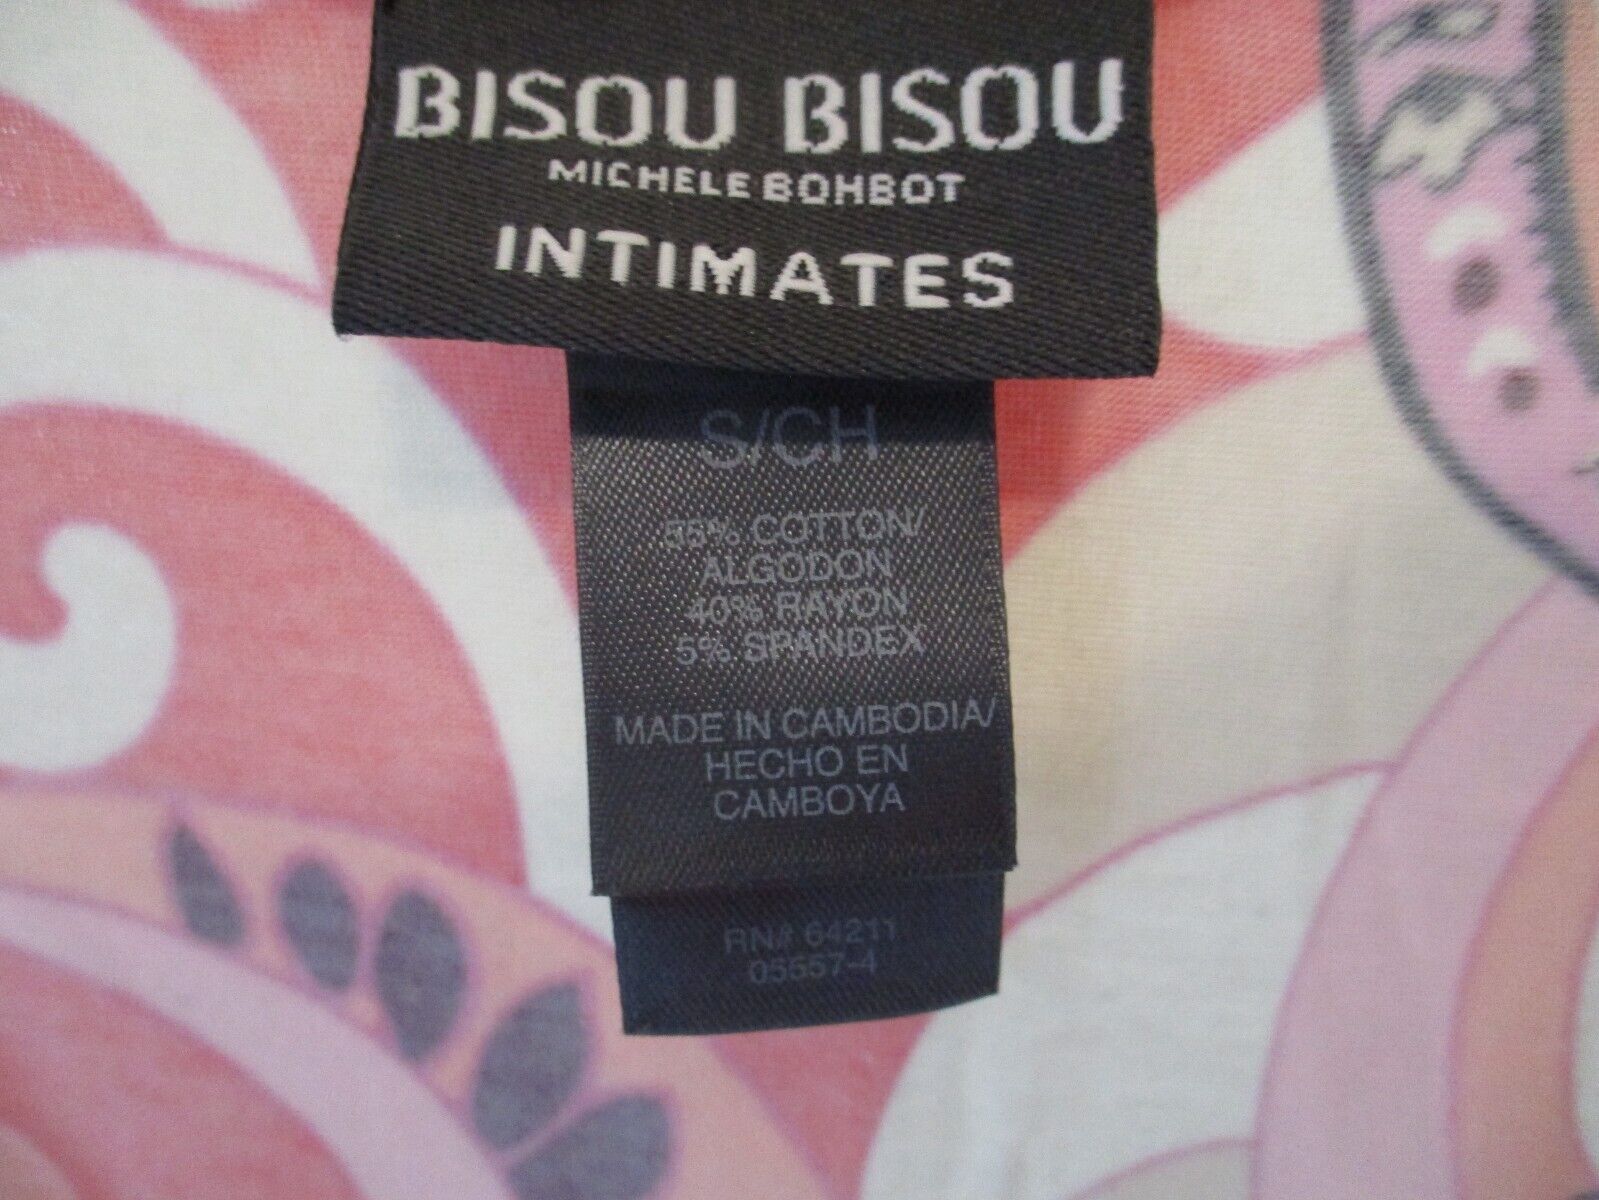 BISOU BISOU
MICHELE BOHBOT
INTIMATES
S/CH
55% COTTON/
ALGODON
40% RAYON
5% SPANDEX
MADE IN CAMBODIA/
HECHO EN
CAMBOYA
RN# 64211
05557-4